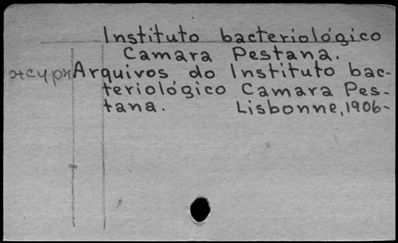 Instituto bacteriológico
Camara Pestana.
Arquivos do Instituto bac-
teriológico Camara Pes-
tana. Lisbonne, 1906-